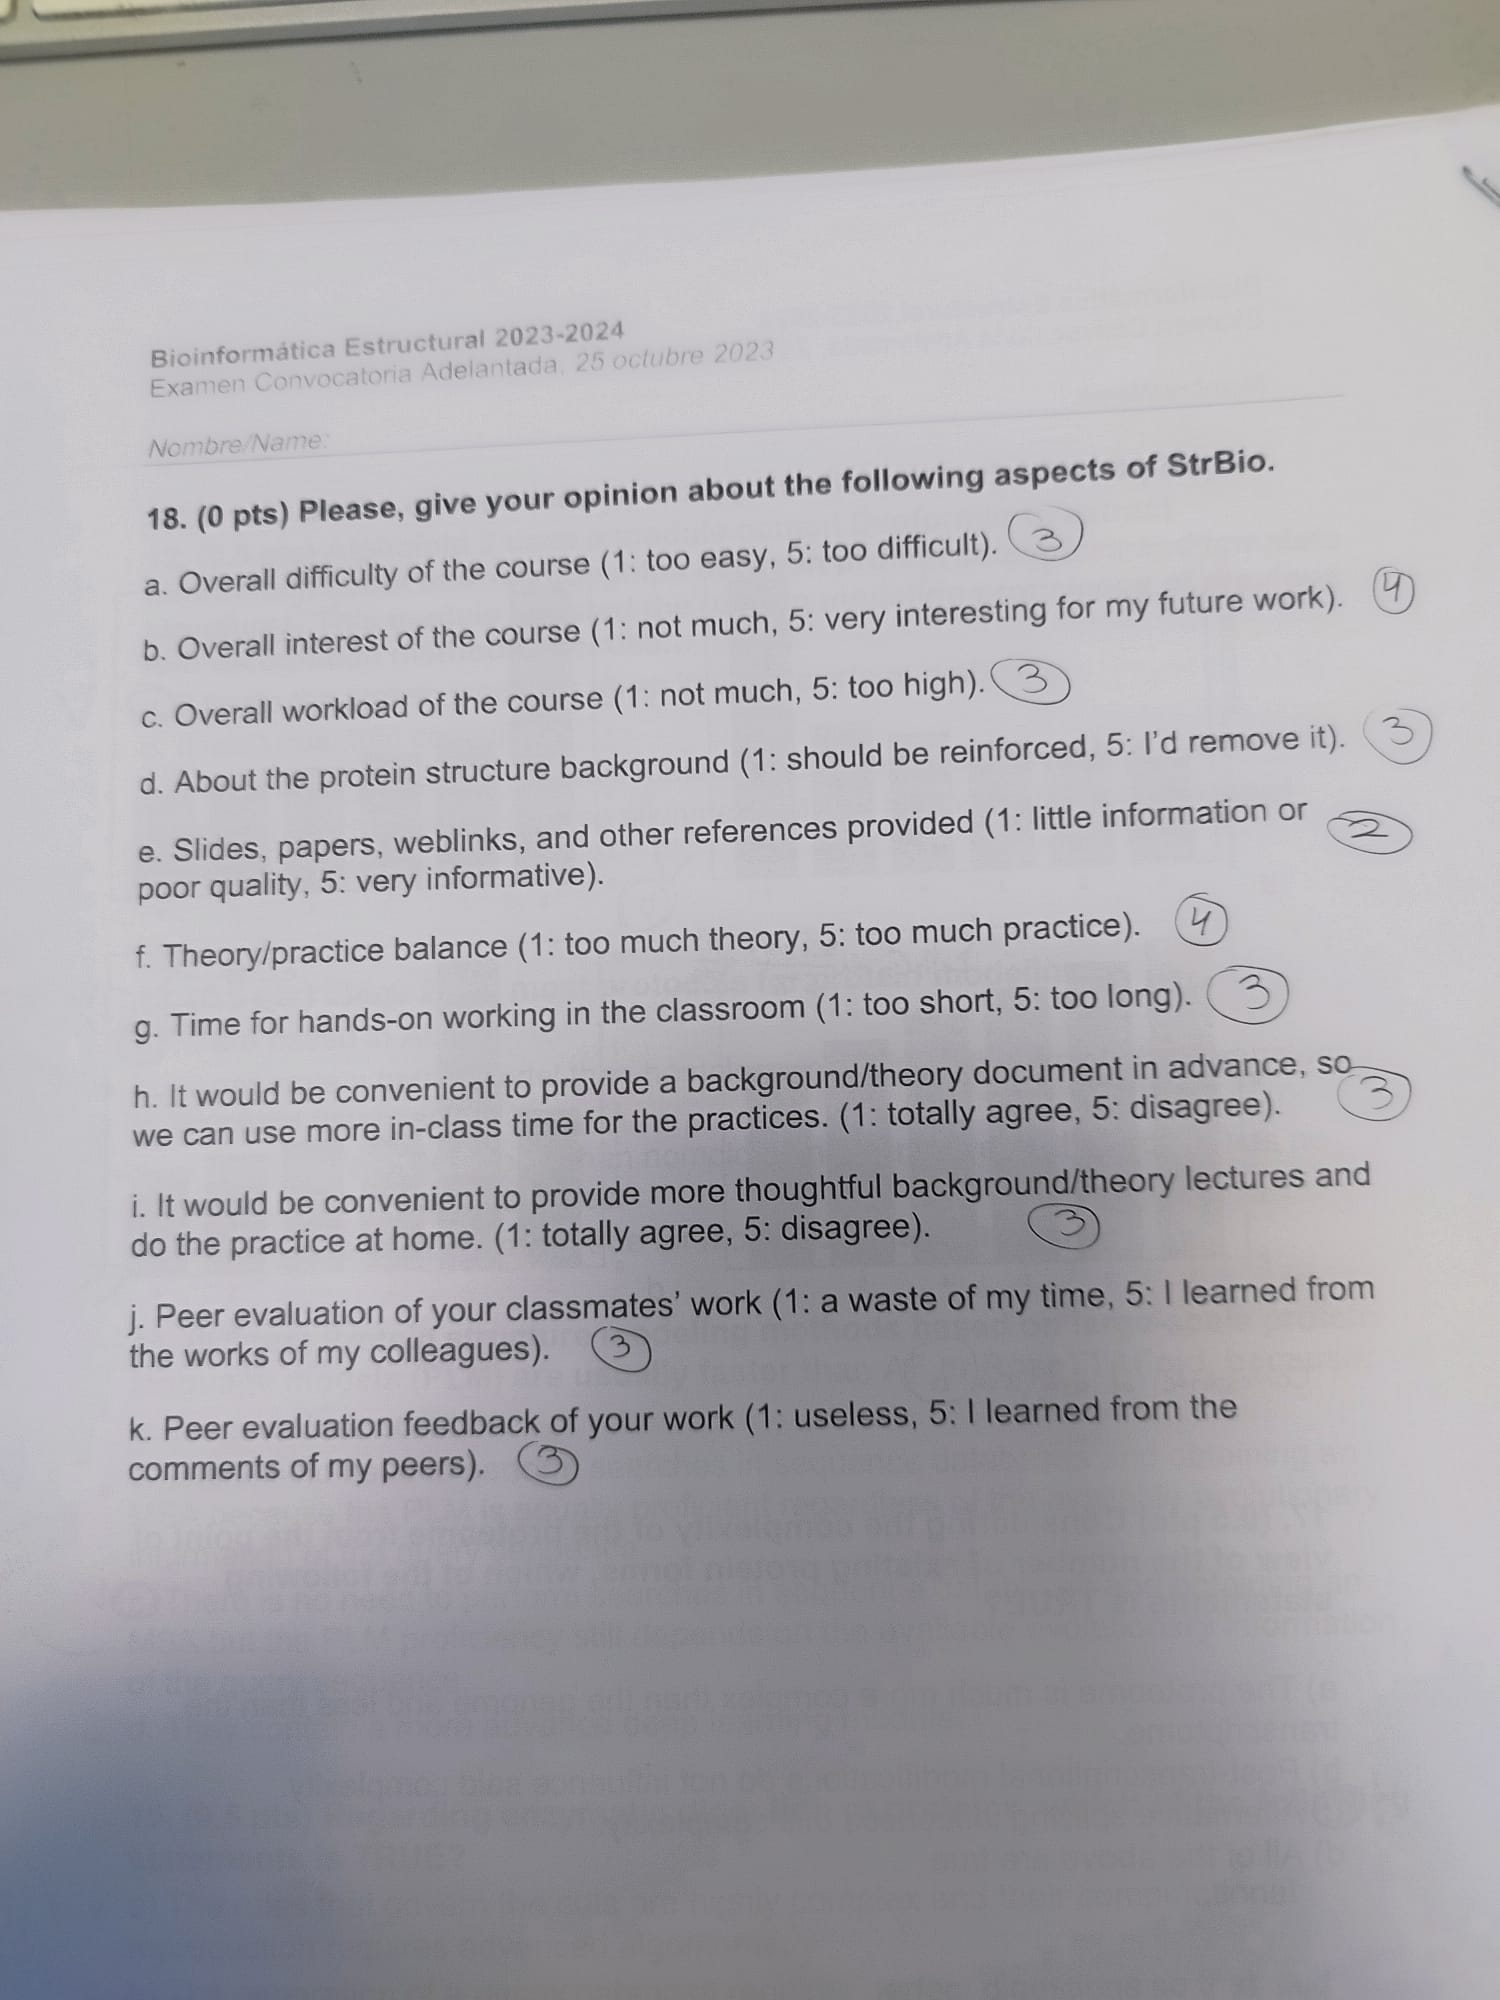 Bioinformática Estructural 2023-2024
Examen Convocatoria Adelantada, 25 octubre 2023
Nombre/Name:
18. (0 pts) Please, give your opinion about the following aspects of StrBio.
a. Overall difficulty of the course (1: too easy, 5: too difficult). 3
b. Overall interest of the course (1: not much, 5: very interesting for my future work). 4
c. Overall workload of the course (1: not much, 5: too high). 3
d. About the protein structure background (1: should be reinforced, 5: I'd remove it). 3
e. Slides, papers, weblinks, and other references provided (1: little information or 2
poor quality, 5: very informative).
f. Theory/practice balance (1: too much theory, 5: too much practice). 4
g. Time for hands-on working in the classroom (1: too short, 5: too long). 3
h. It would be convenient to provide a background/theory document in advance, so
we can use more in-class time for the practices. (1: totally agree, 5: disagree). 3
i. It would be convenient to provide more thoughtful background/theory lectures and
do the practice at home. (1: totally agree, 5: disagree). 3
j. Peer evaluation of your classmates' work (1: a waste of my time, 5: I learned from
the works of my colleagues). 3
k. Peer evaluation feedback of your work (1: useless, 5: I learned from the
comments of my peers). 3